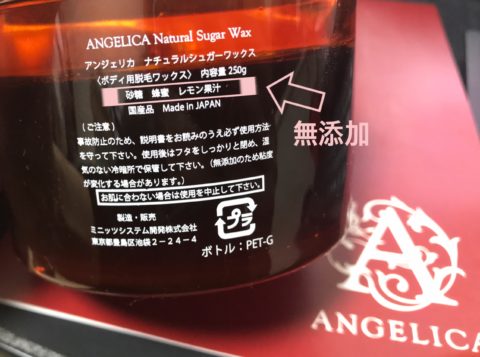 ANGELICA Natural Sugar Wax
アンジェリカ ナチュラルシュガーワックス
〈ボディ用脱毛ワックス〉 内容量250g
砂糖 蜂蜜 レモン果汁
国産品 Made in JAPAN
無添加
(ご注意)
事故防止のため、説明書をお読みのうえ必ず使用方法
を守って下さい。使用後はフタをしっかりと閉め、温
気のない冷暗所で保管して下さい。(無添加のため粘度
が変化する場合があります。)
お肌に合わない場合は使用を中止して下さい。
製造・販売
ミニッツシステム開発株式会社
東京都豊島区池袋2-24-4
プラ
ボトル:PET-G
A
ANGELICA